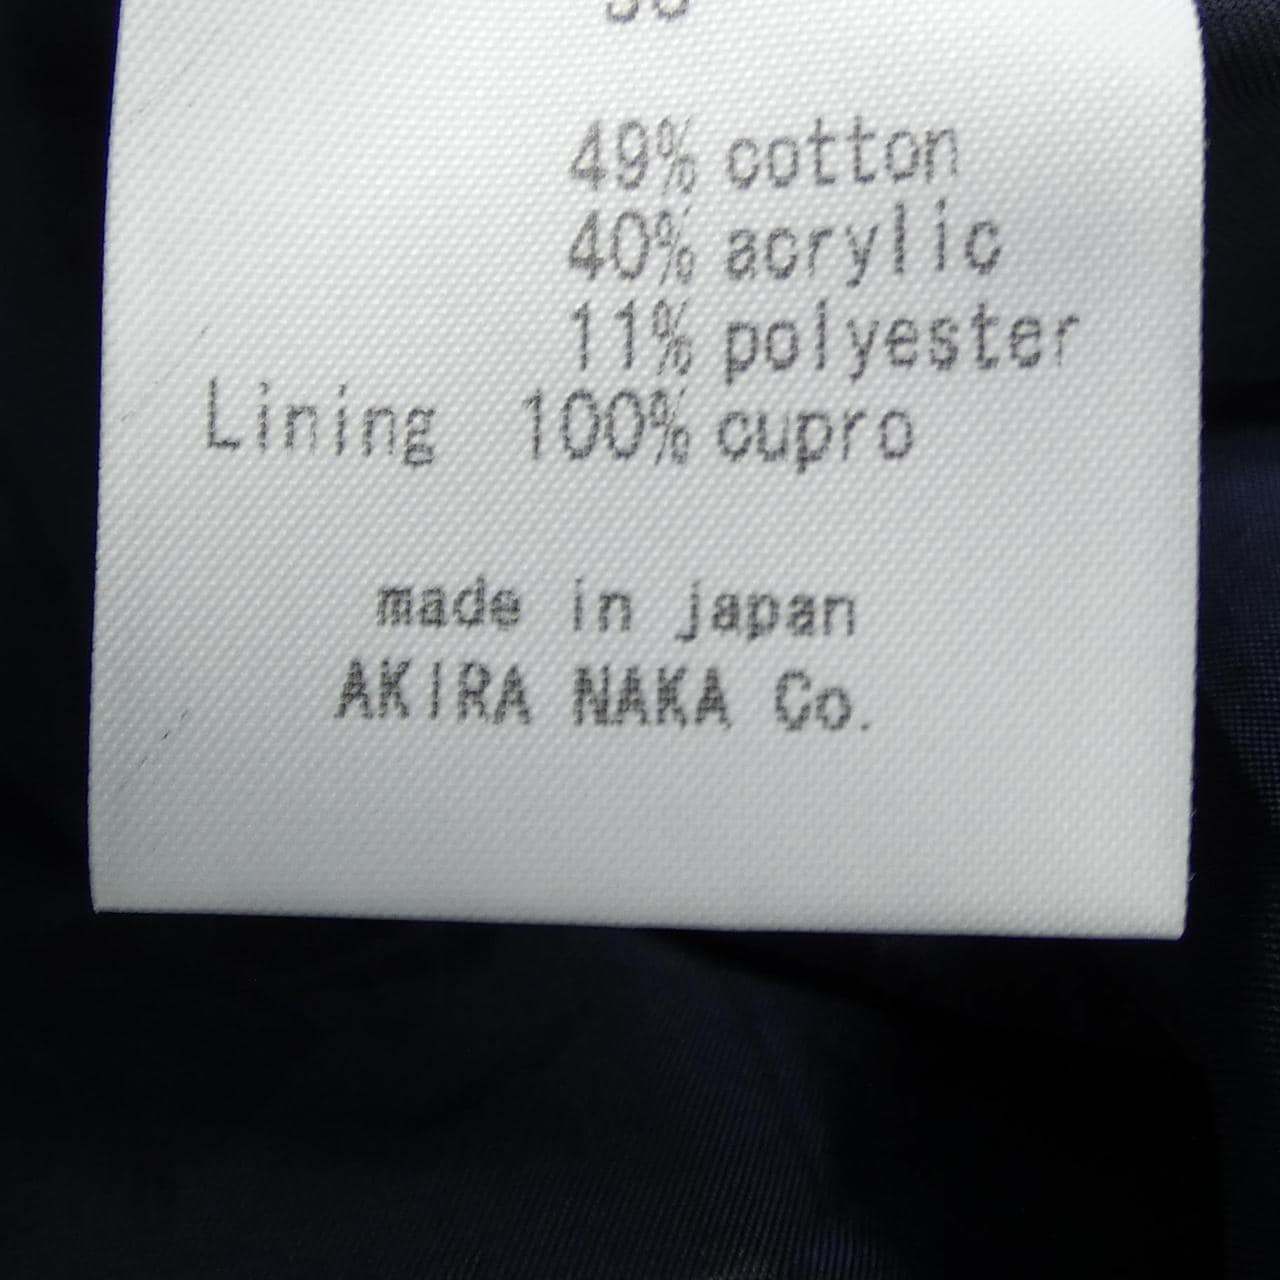 49% cotton
40% acrylic
11% polyester
Lining 100% cupro
made in japan
AKIRA NAKA Co.